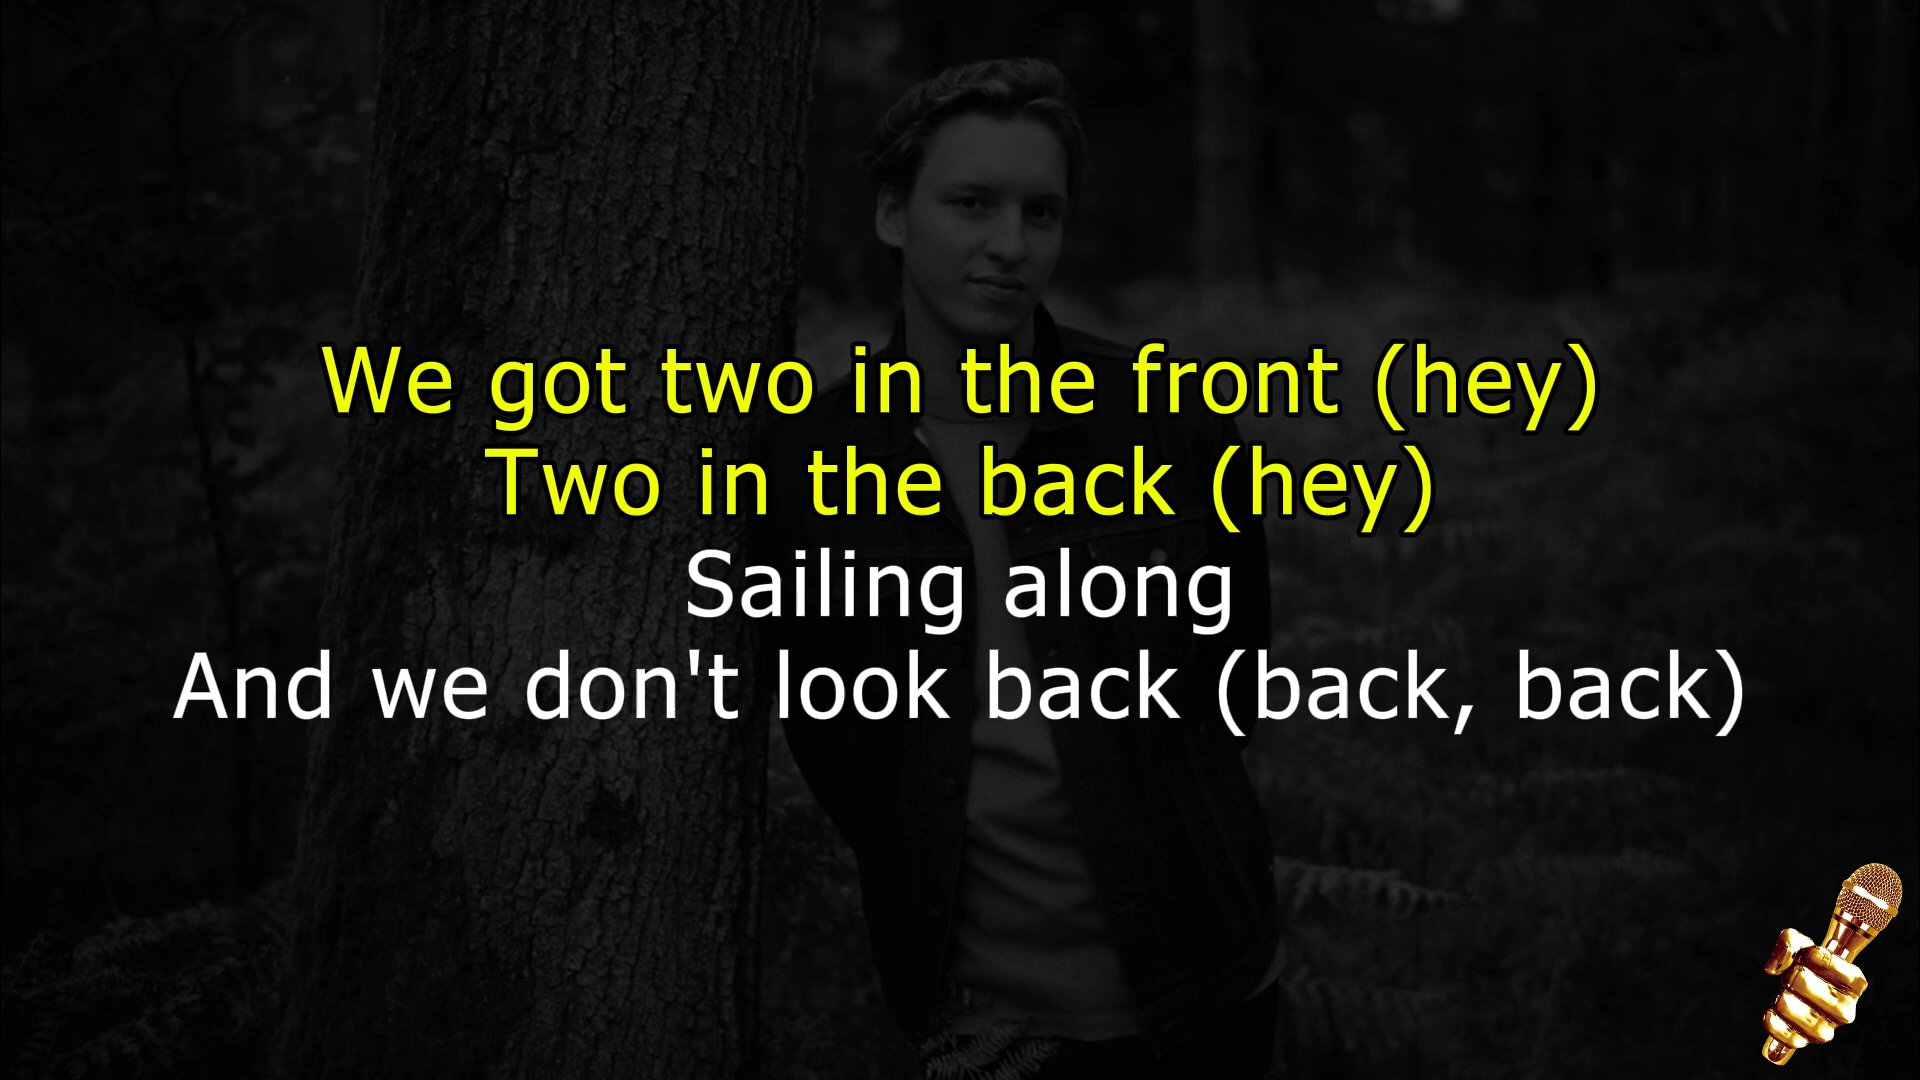 We got two in the front (hey)
Two in the back (hey)
Sailing along
And we don't look back (back, back)